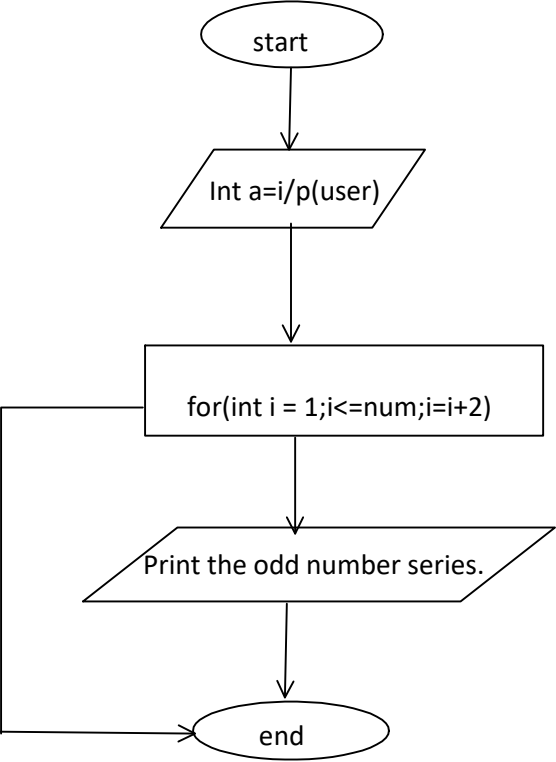 start
Int a=i/p(user)
for(int i = 1;i<=num;i=i+2)
Print the odd number series.
end